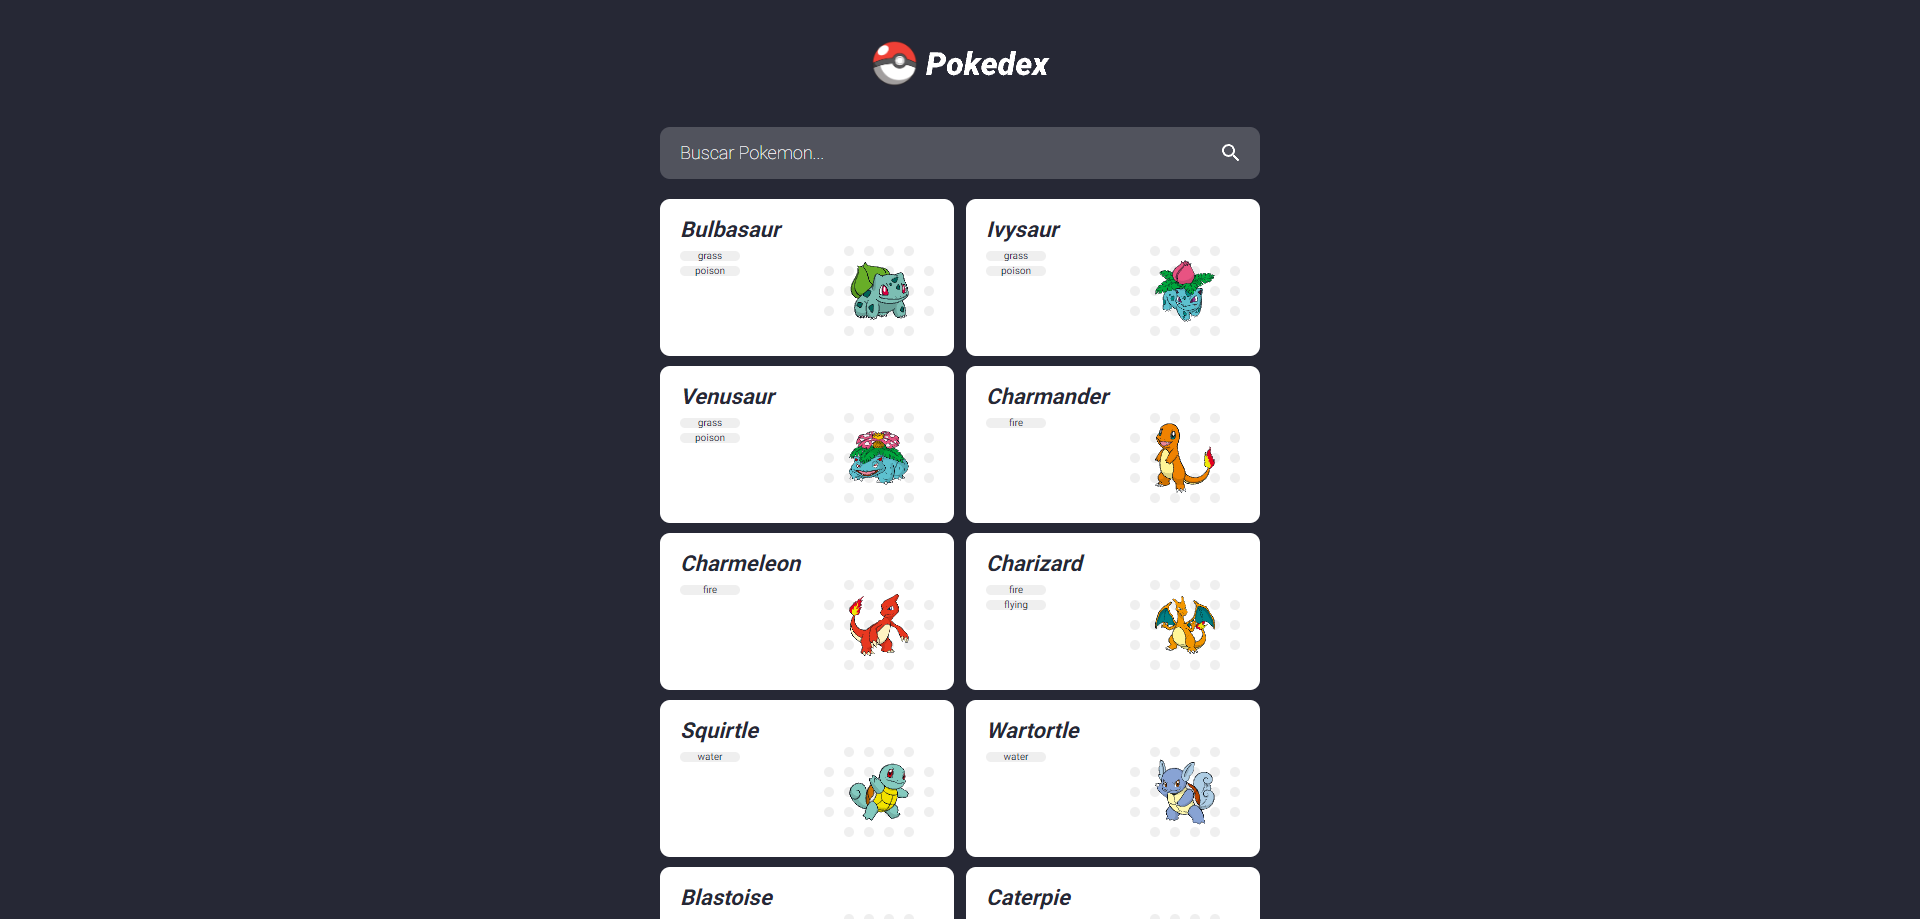 Pokedex
Buscar Pokemon...
Bulbasaur
grass
poison
Ivysaur
grass
poison
Venusaur
grass
poison
Charmander
fire
Charmeleon
fire
Charizard
fire
flying
Squirtle
water
Wartortle
water
Blastoise
Caterpie